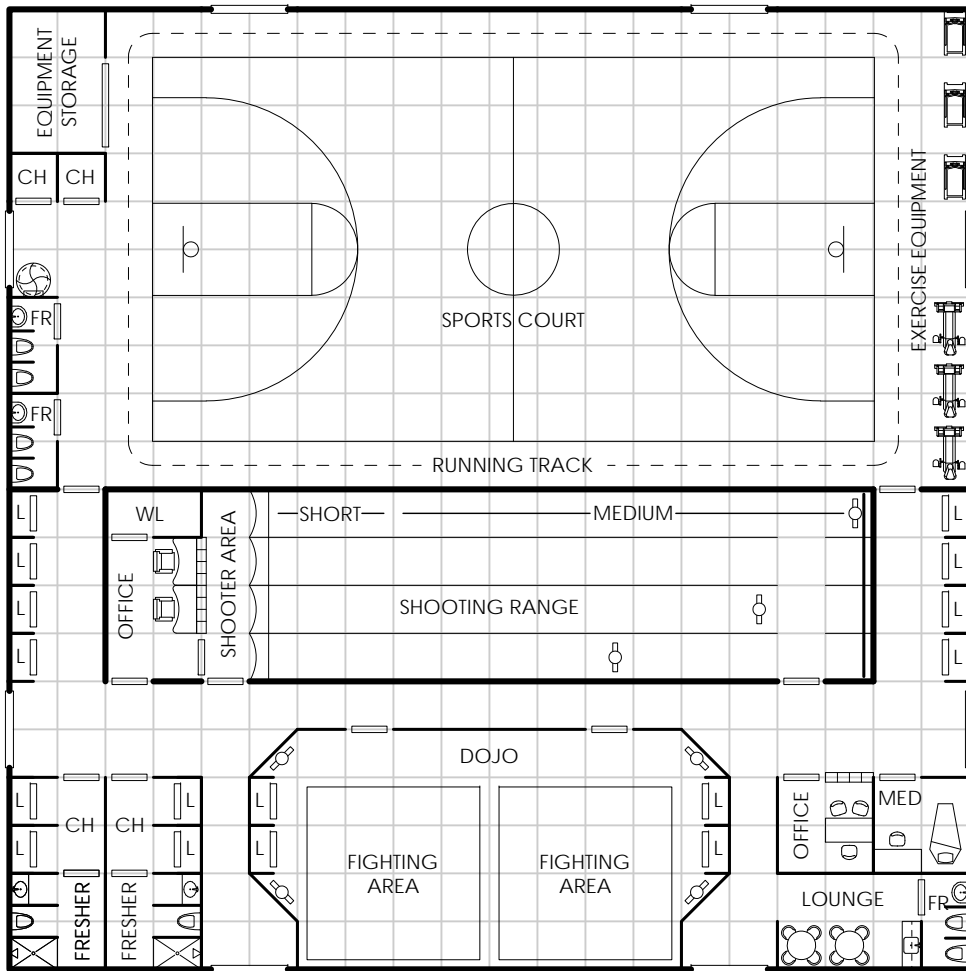 EQUIPMENT
STORAGE
CH
CH
EXERCISE EQUIPMENT
FR
SPORTS COURT
FR
RUNNING TRACK
L
WL
SHOOTER AREA
SHORT
MEDIUM
L
L
L
OFFICE
SHOOTING RANGE
L
L
L
L
L
DOJO
L
CH
CH
L
L
L
OFFICE
MED
L
L
L
L
FIGHTING
AREA
FIGHTING
AREA
FRESHER
FRESHER
LOUNGE
FR